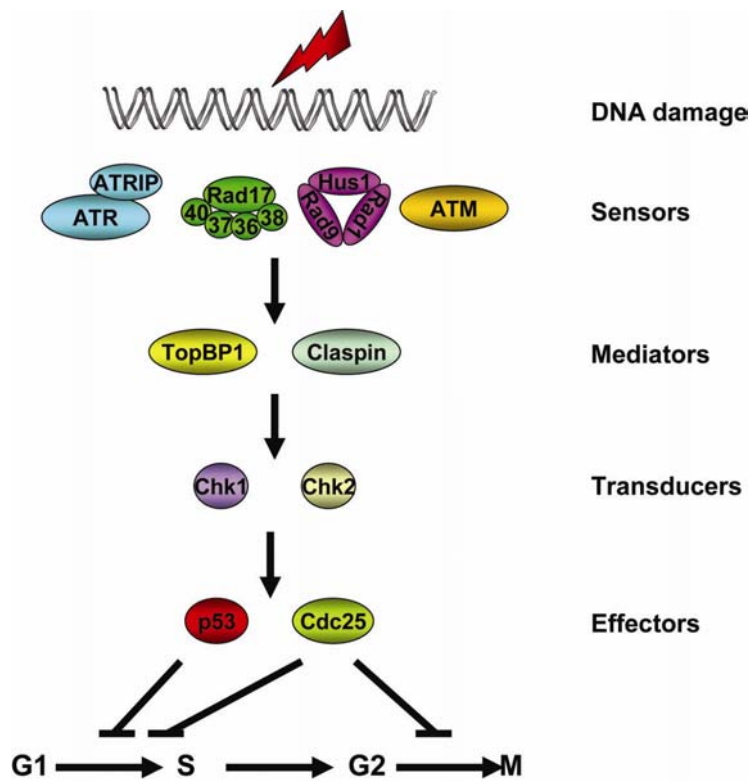 DNA damage
ATRIP
ATR
Rad17
40 37 36 38
Hus1
Rad9
Rad1
ATM
Sensors
TopBP1
Claspin
Mediators
Chk1
Chk2
Transducers
p53
Cdc25
Effectors
G1
S
G2
M